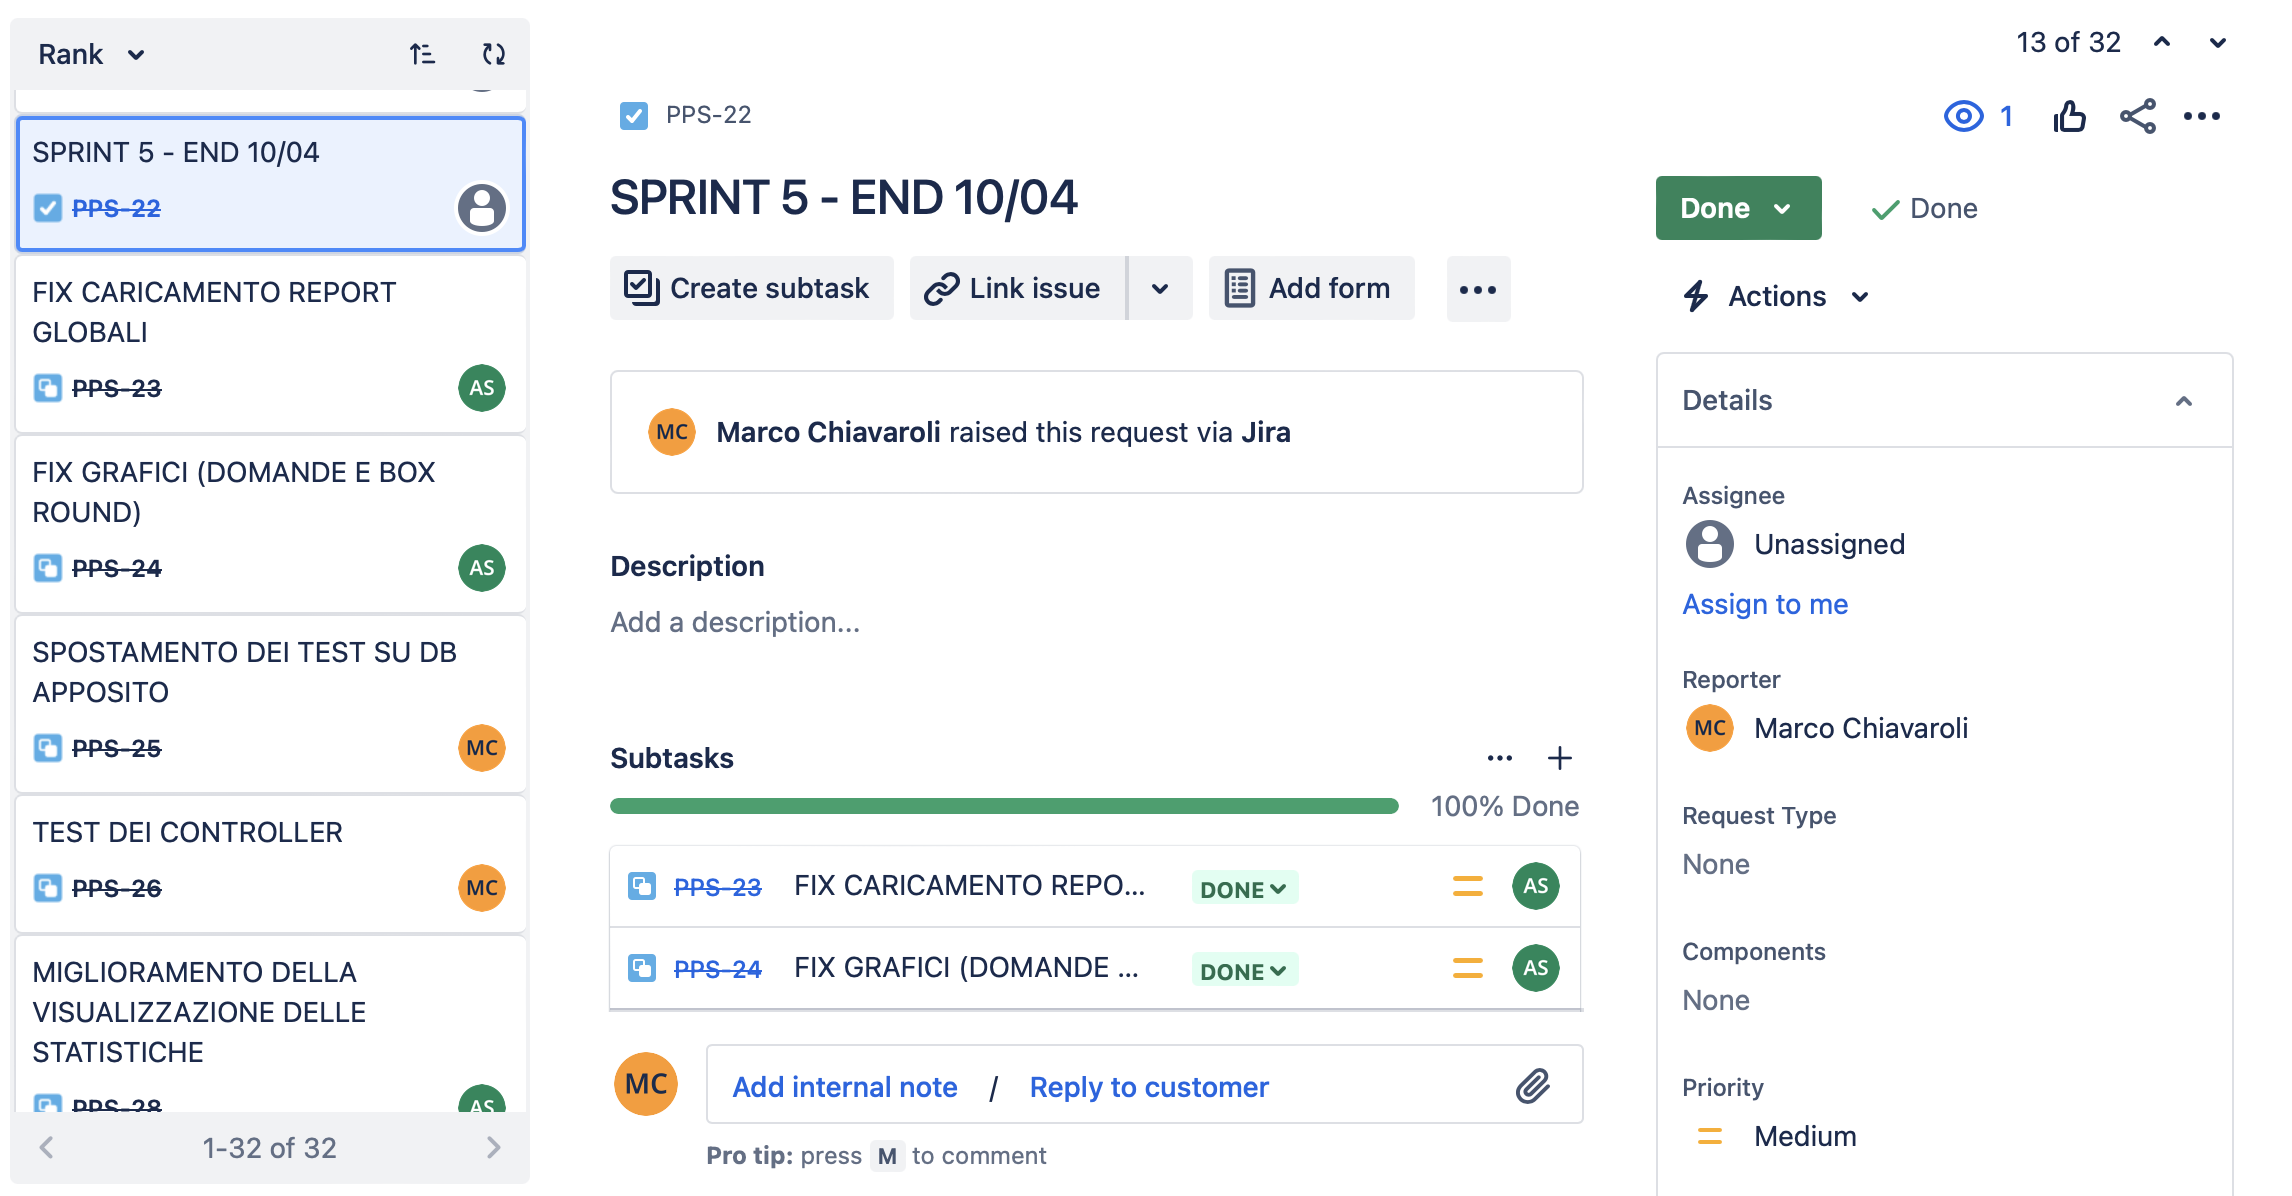 Rank
SPRINT 5 - END 10/04
PPS-22
FIX CARICAMENTO REPORT
GLOBALI
PPS-23
AS
FIX GRAFICI (DOMANDE E BOX
ROUND)
PPS-24
AS
SPOSTAMENTO DEI TEST SU DB
APPOSITO
PPS-25
MC
TEST DEI CONTROLLER
PPS-26
MC
MIGLIORAMENTO DELLA
VISUALIZZAZIONE DELLE
STATISTICHE
PPS-28
AS
1-32 of 32
13 of 32
PPS-22
1
SPRINT 5 - END 10/04
Create subtask
Link issue
Add form
MC
Marco Chiavaroli raised this request via Jira
Description
Add a description...
Subtasks
100% Done
PPS-23 FIX CARICAMENTO REPO... DONE AS
PPS-24 FIX GRAFICI (DOMANDE ... DONE AS
MC
Add internal note / Reply to customer
Pro tip: press M to comment
Done
Done
Actions
Details
Assignee
Unassigned
Assign to me
Reporter
MC Marco Chiavaroli
Request Type
None
Components
None
Priority
Medium